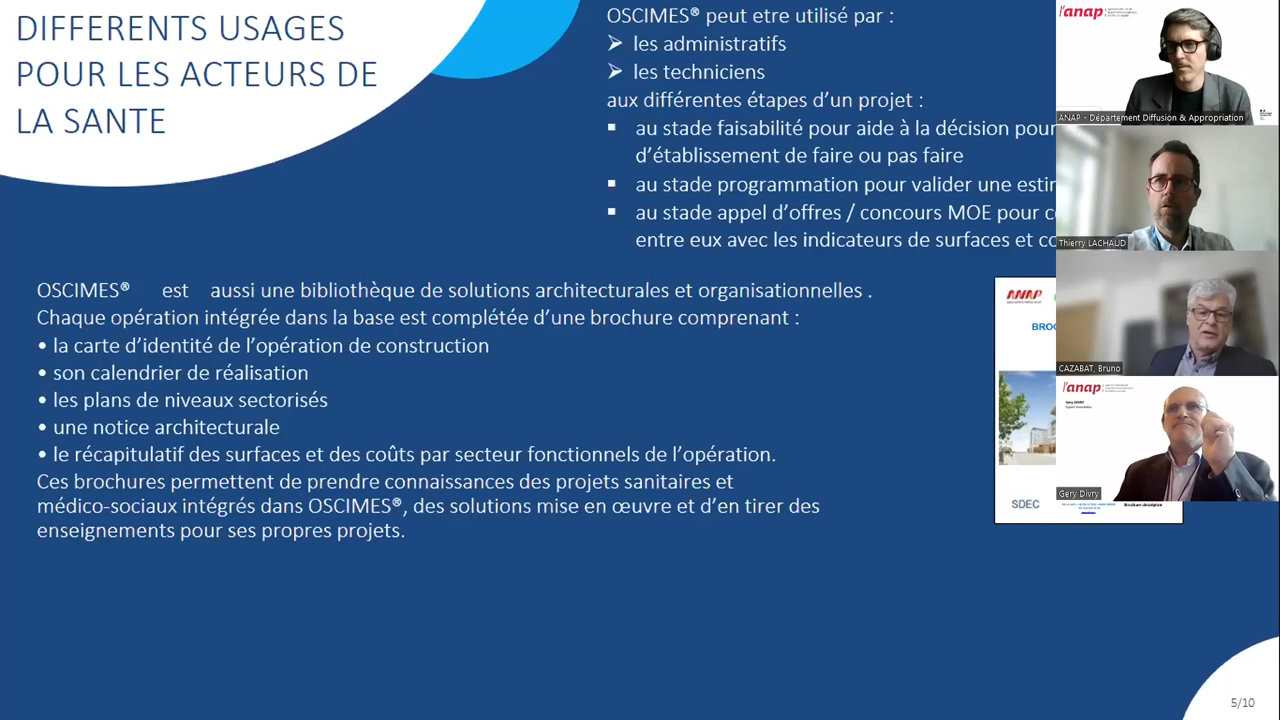 DIFFERENTS USAGES
POUR LES ACTEURS DE
LA SANTE
OSCIMES® peut etre utilisé par :
➢ les administratifs
➢ les techniciens
aux différentes étapes d’un projet :
▪ au stade faisabilité pour aide à la décision pour
d’établissement de faire ou pas faire
▪ au stade programmation pour valider une
▪ au stade appel d’offres / concours MOE pour
entre eux avec les indicateurs de surfaces et
OSCIMES® est aussi une bibliothèque de solutions architecturales et organisationnelles .
Chaque opération intégrée dans la base est complétée d’une brochure comprenant :
• la carte d’identité de l’opération de construction
• son calendrier de réalisation
• les plans de niveaux sectorisés
• une notice architecturale
• le récapitulatif des surfaces et des coûts par secteur fonctionnels de l’opération.
Ces brochures permettent de prendre connaissances des projets sanitaires et
médico-sociaux intégrés dans OSCIMES®, des solutions mise en œuvre et d’en tirer des
enseignements pour ses propres projets.
ANAP
SDEC
Brochure descriptive
l'anap
ANAP - Département Diffusion & Appropriation
Thierry LACHAUD
CAZABAT, Bruno
l'anap
Gery DIVRY
Expert Immobilier
Gery Divry
5/10